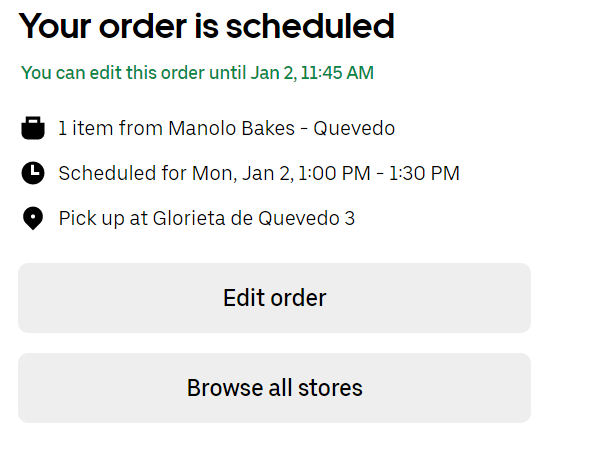 Your order is scheduled
You can edit this order until Jan 2, 11:45 AM
1 item from Manolo Bakes - Quevedo
Scheduled for Mon, Jan 2, 1:00 PM - 1:30 PM
Pick up at Glorieta de Quevedo 3
Edit order
Browse all stores